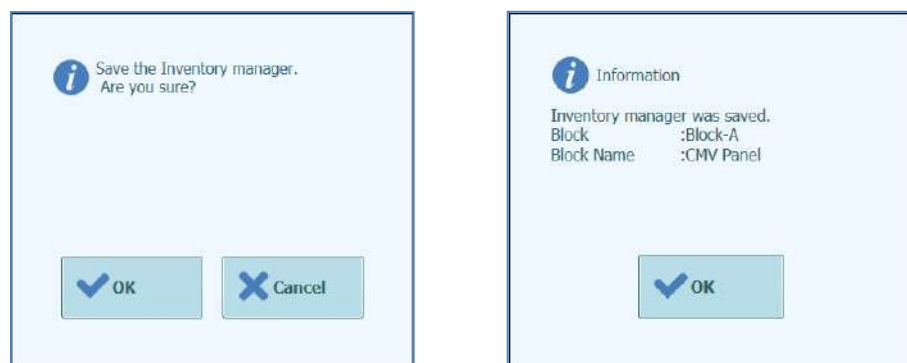 Save the Inventory manager.
Are you sure?
OK
Cancel
Information
Inventory manager was saved.
Block :Block-A
Block Name :CMV Panel
OK